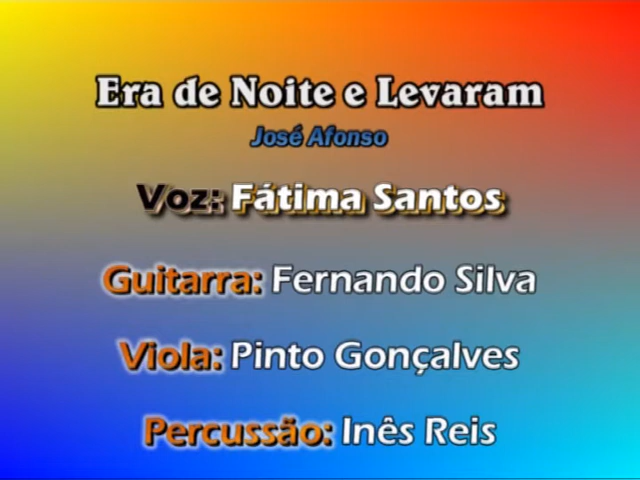 Era de Noite e Levaram
José Afonso
Voz: Fátima Santos
Guitarra: Fernando Silva
Viola: Pinto Gonçalves
Percussão: Inês Reis